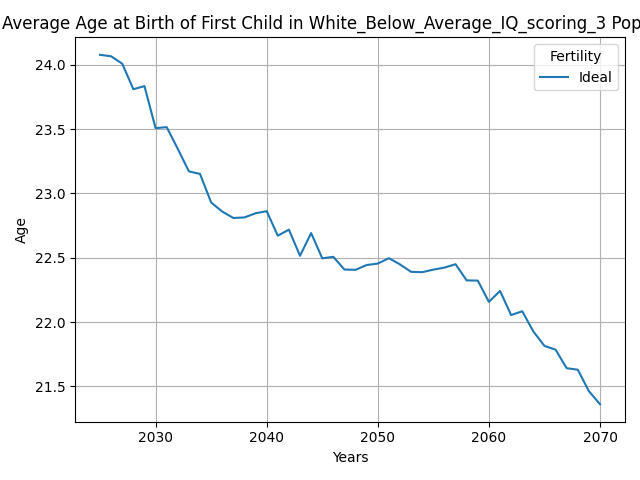 Average Age at Birth of First Child in White_Below_Average_IQ_scoring_3 Pop
Fertility
Ideal
24.0
23.5
23.0
22.5
22.0
21.5
Age
2030 2040 2050 2060 2070
Years